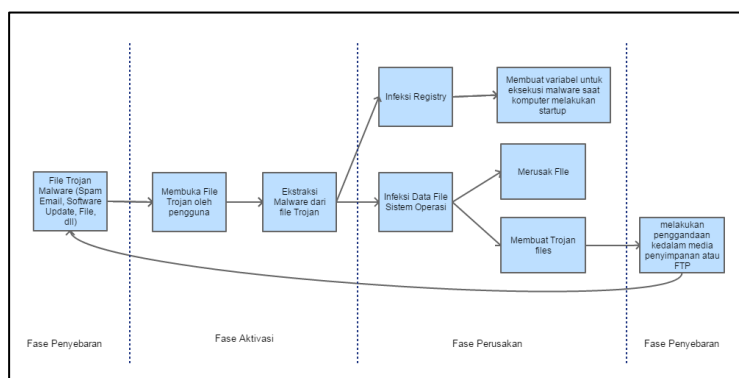 File Trojan
Malware (Spam
Email, Software
Update, File,
dll)
Membuka File
Trojan oleh
pengguna
Ekstraksi
Malware dari
file Trojan
Infeksi Registry
Membuat variabel untuk
eksekusi malware saat
komputer melakukan
startup
Infeksi Data File
Sistem Operasi
Merusak FIle
Membuat Trojan
files
melakukan
penggandaan
kedalam media
penyimpanan atau
FTP
Fase Penyebaran
Fase Aktivasi
Fase Perusakan
Fase Penyebaran